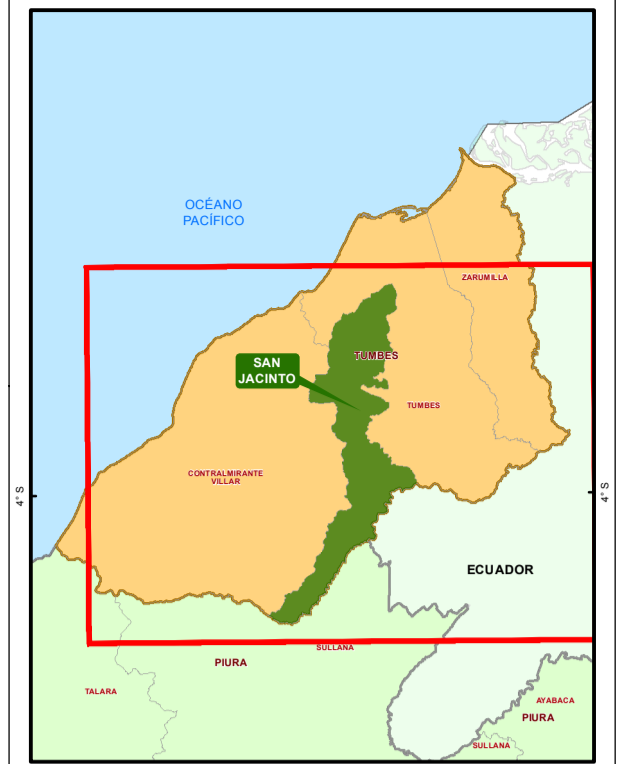 OCÉANO
PACÍFICO
ZARUMILLA
TUMBES
SAN
JACINTO
TUMBES
CONTRALMIRANTE
VILLAR
4° S
4° S
ECUADOR
SULLANA
PIURA
TALARA
AYABACA
PIURA
SULLANA